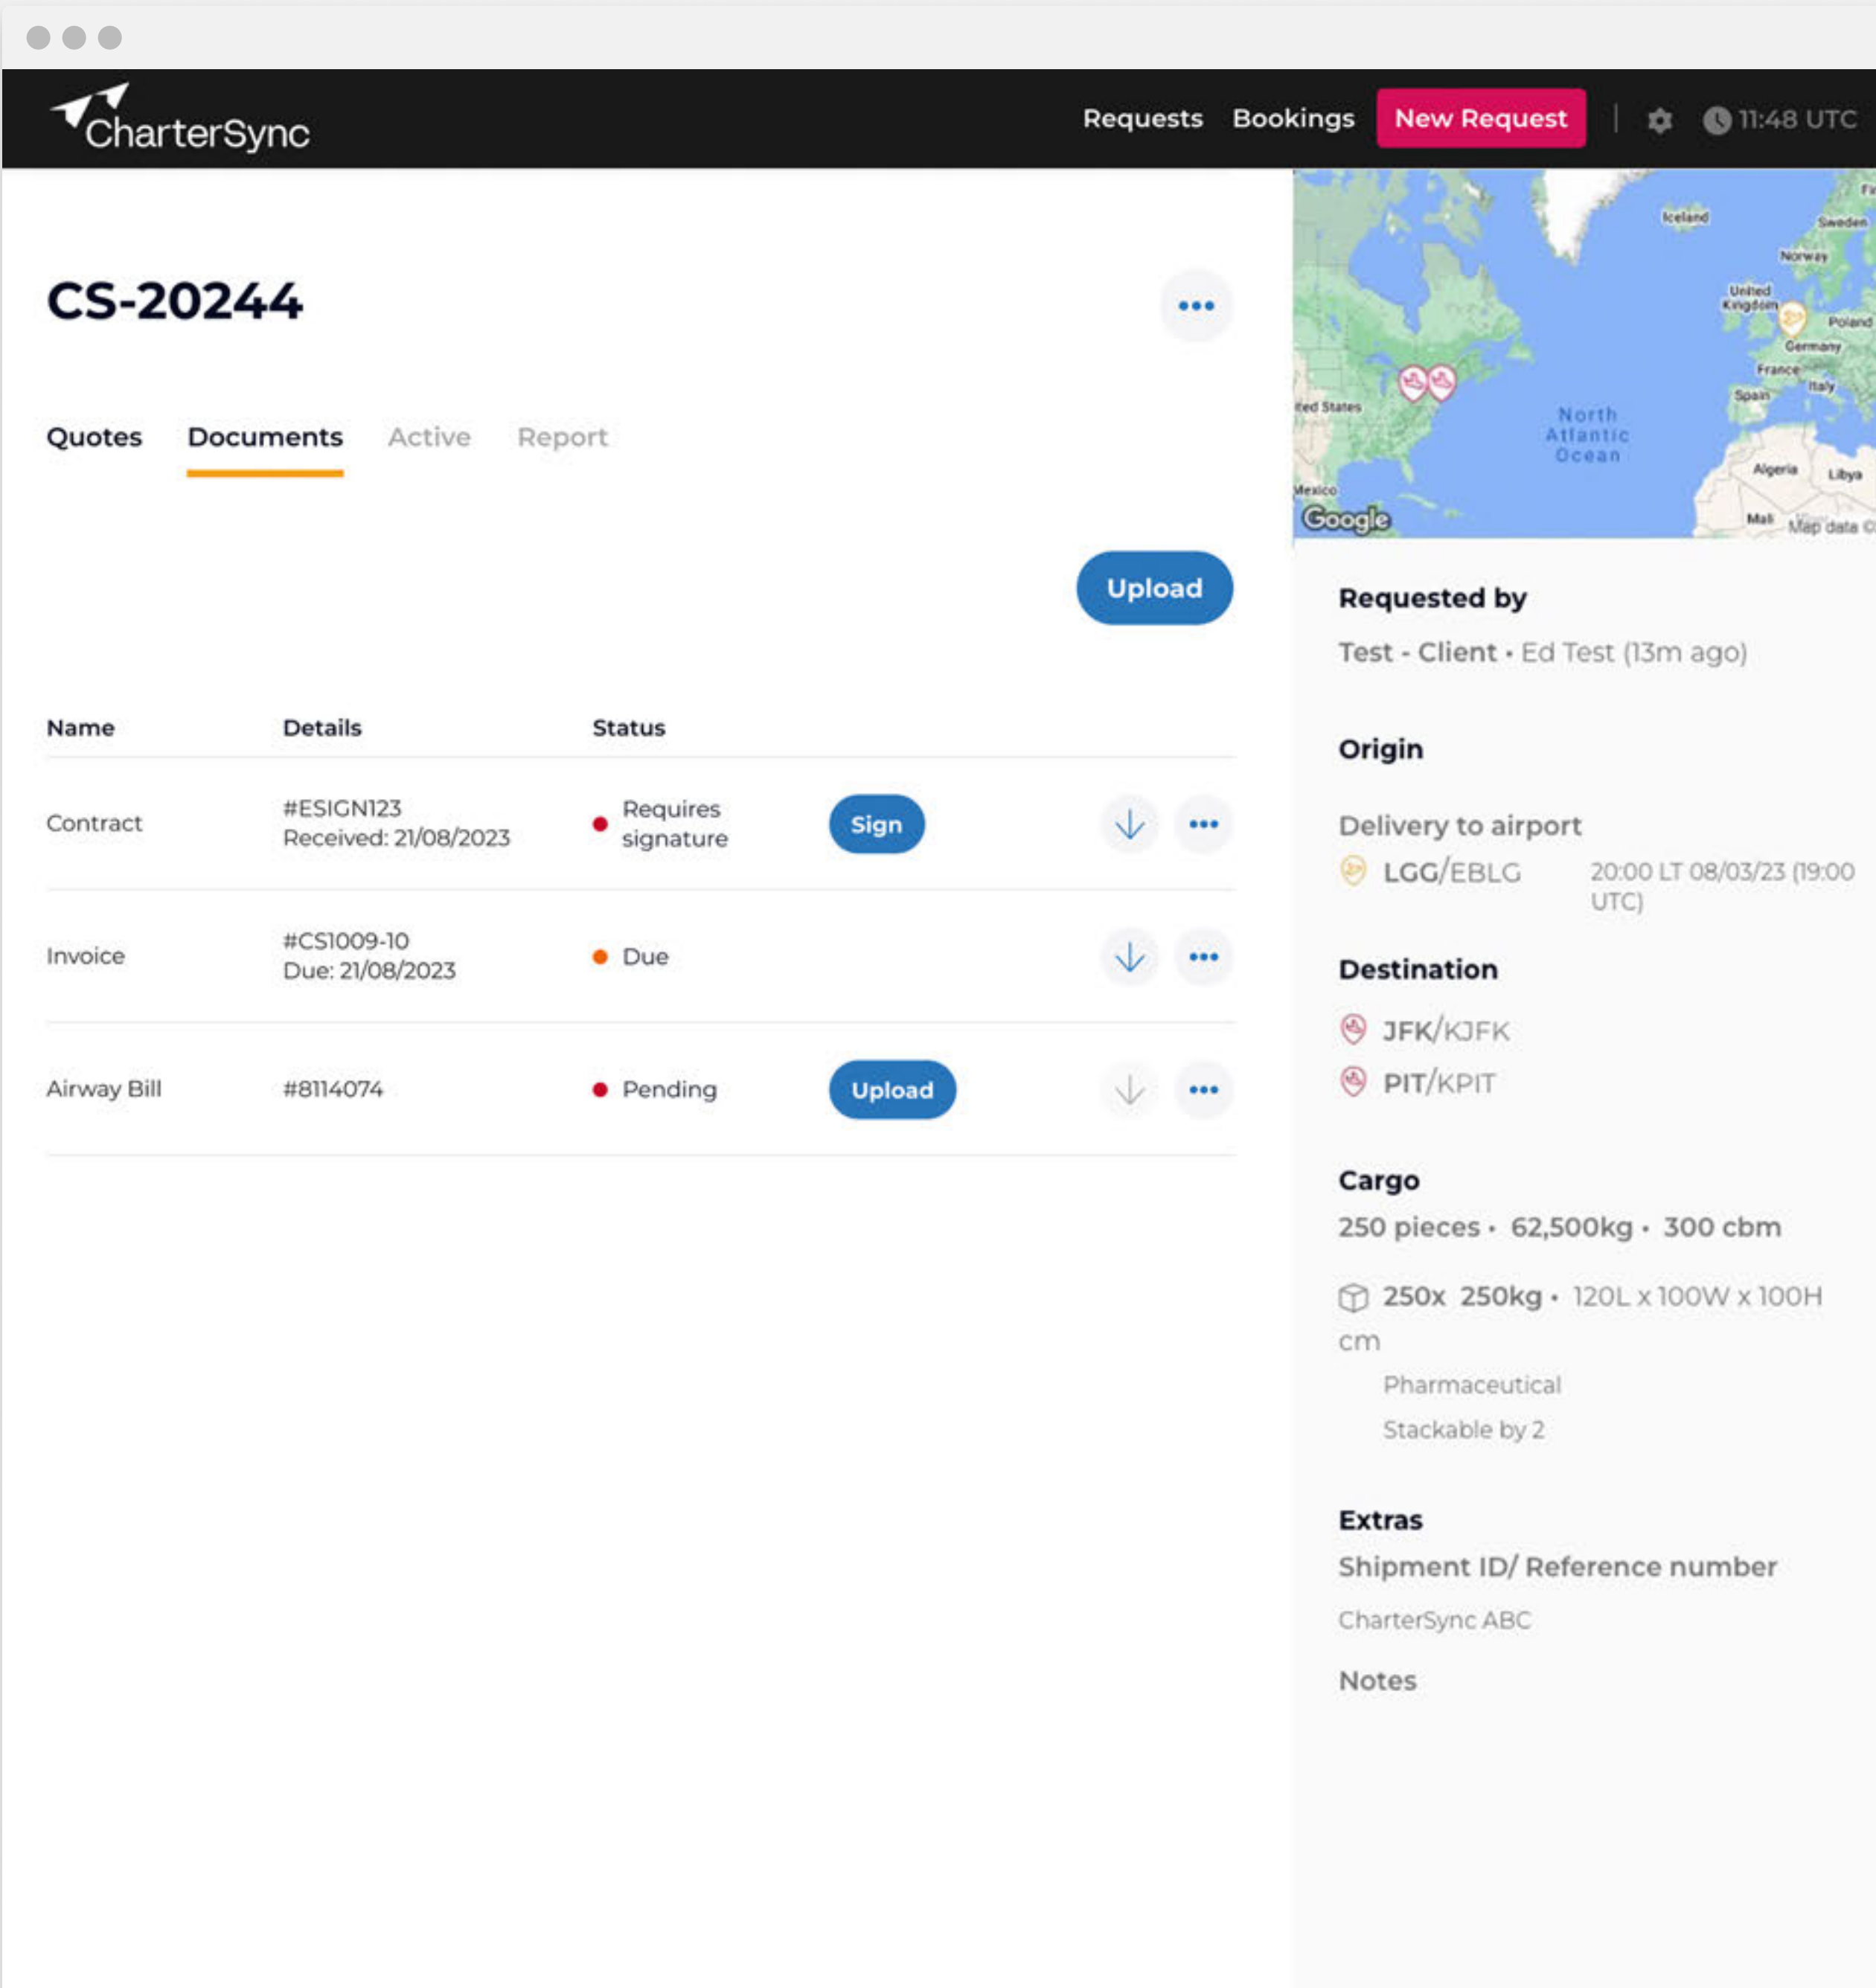 CharterSync
Requests Bookings New Request 11:48 UTC
CS-20244
Quotes Documents Active Report
Upload
Name Details Status
Contract
#ESIGN123
Received: 21/08/2023
Requires
signature
Sign
Invoice
#CS1009-10
Due: 21/08/2023
Due
Airway Bill
#8114074
Pending
Upload
Iceland
Sweden
Norway
United
Kingdom
Poland
Germany
France
Italy
Spain
ited States
North
Atlantic
Ocean
Algeria
Libya
Mexico
Google
Mali
Map data ©
Requested by
Test - Client • Ed Test (13m ago)
Origin
Delivery to airport
LGG/EBLG
20:00 LT 08/03/23 (19:00
UTC)
Destination
JFK/KJFK
PIT/KPIT
Cargo
250 pieces • 62,500kg • 300 cbm
250x 250kg • 120L x 100W x 100H
cm
Pharmaceutical
Stackable by 2
Extras
Shipment ID/ Reference number
CharterSync ABC
Notes